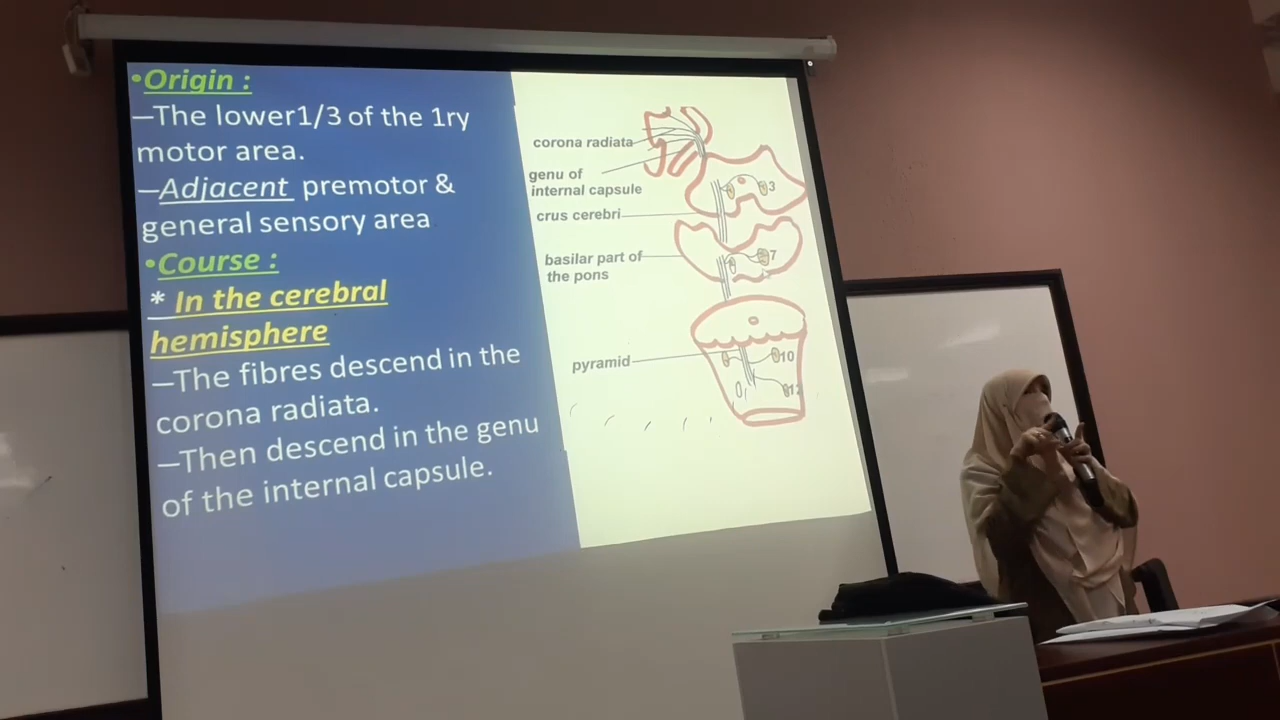 •Origin :
–The lower1/3 of the 1ry
motor area.
–Adjacent premotor &
general sensory area
•Course :
* In the cerebral
hemisphere
–The fibres descend in the
corona radiata.
–Then descend in the genu
of the internal capsule.
corona radiata
genu of
internal capsule
3
crus cerebri
basilar part of
the pons
7
pyramid
10
12